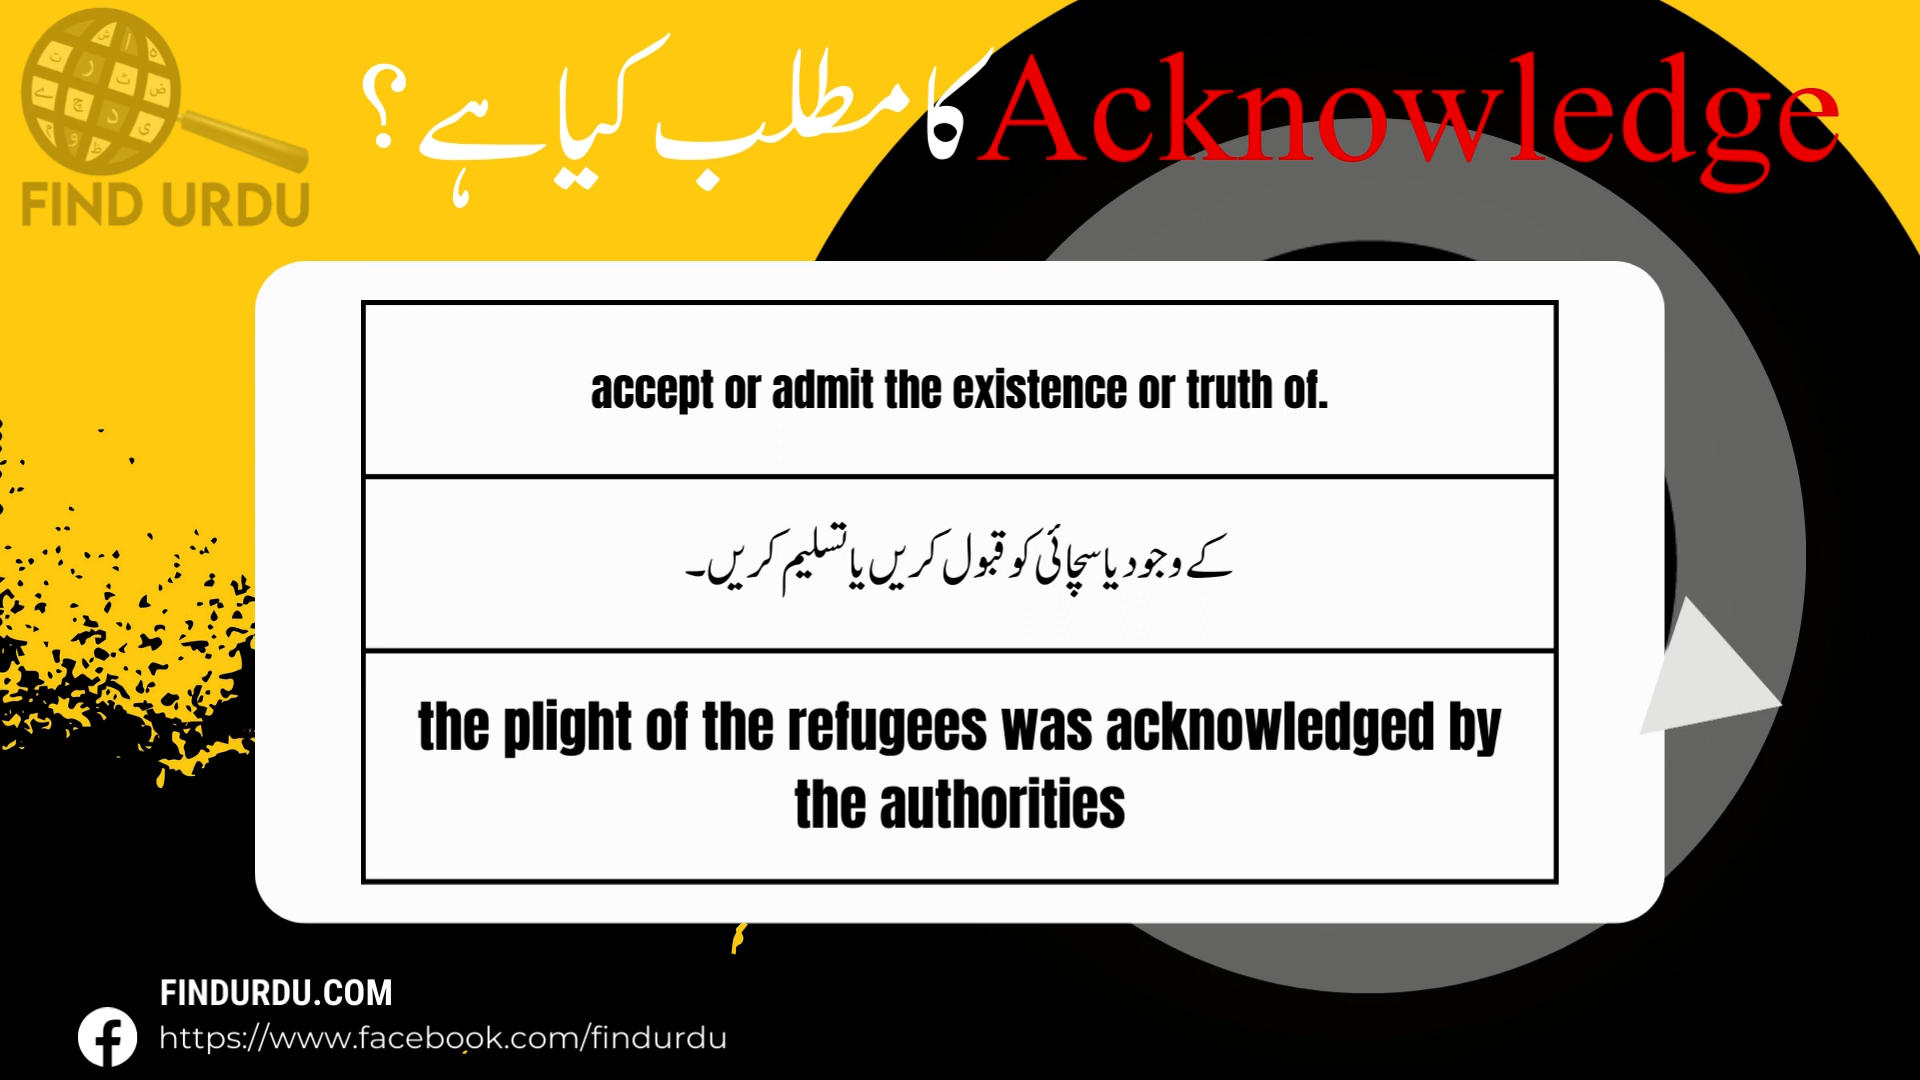 FIND URDU
Acknowledge کا مطلب کیا ہے؟
accept or admit the existence or truth of.
کے وجود یا سچائی کو قبول کریں یا تسلیم کریں۔
the plight of the refugees was acknowledged by
the authorities
FINDURDU.COM
https://www.facebook.com/findurdu